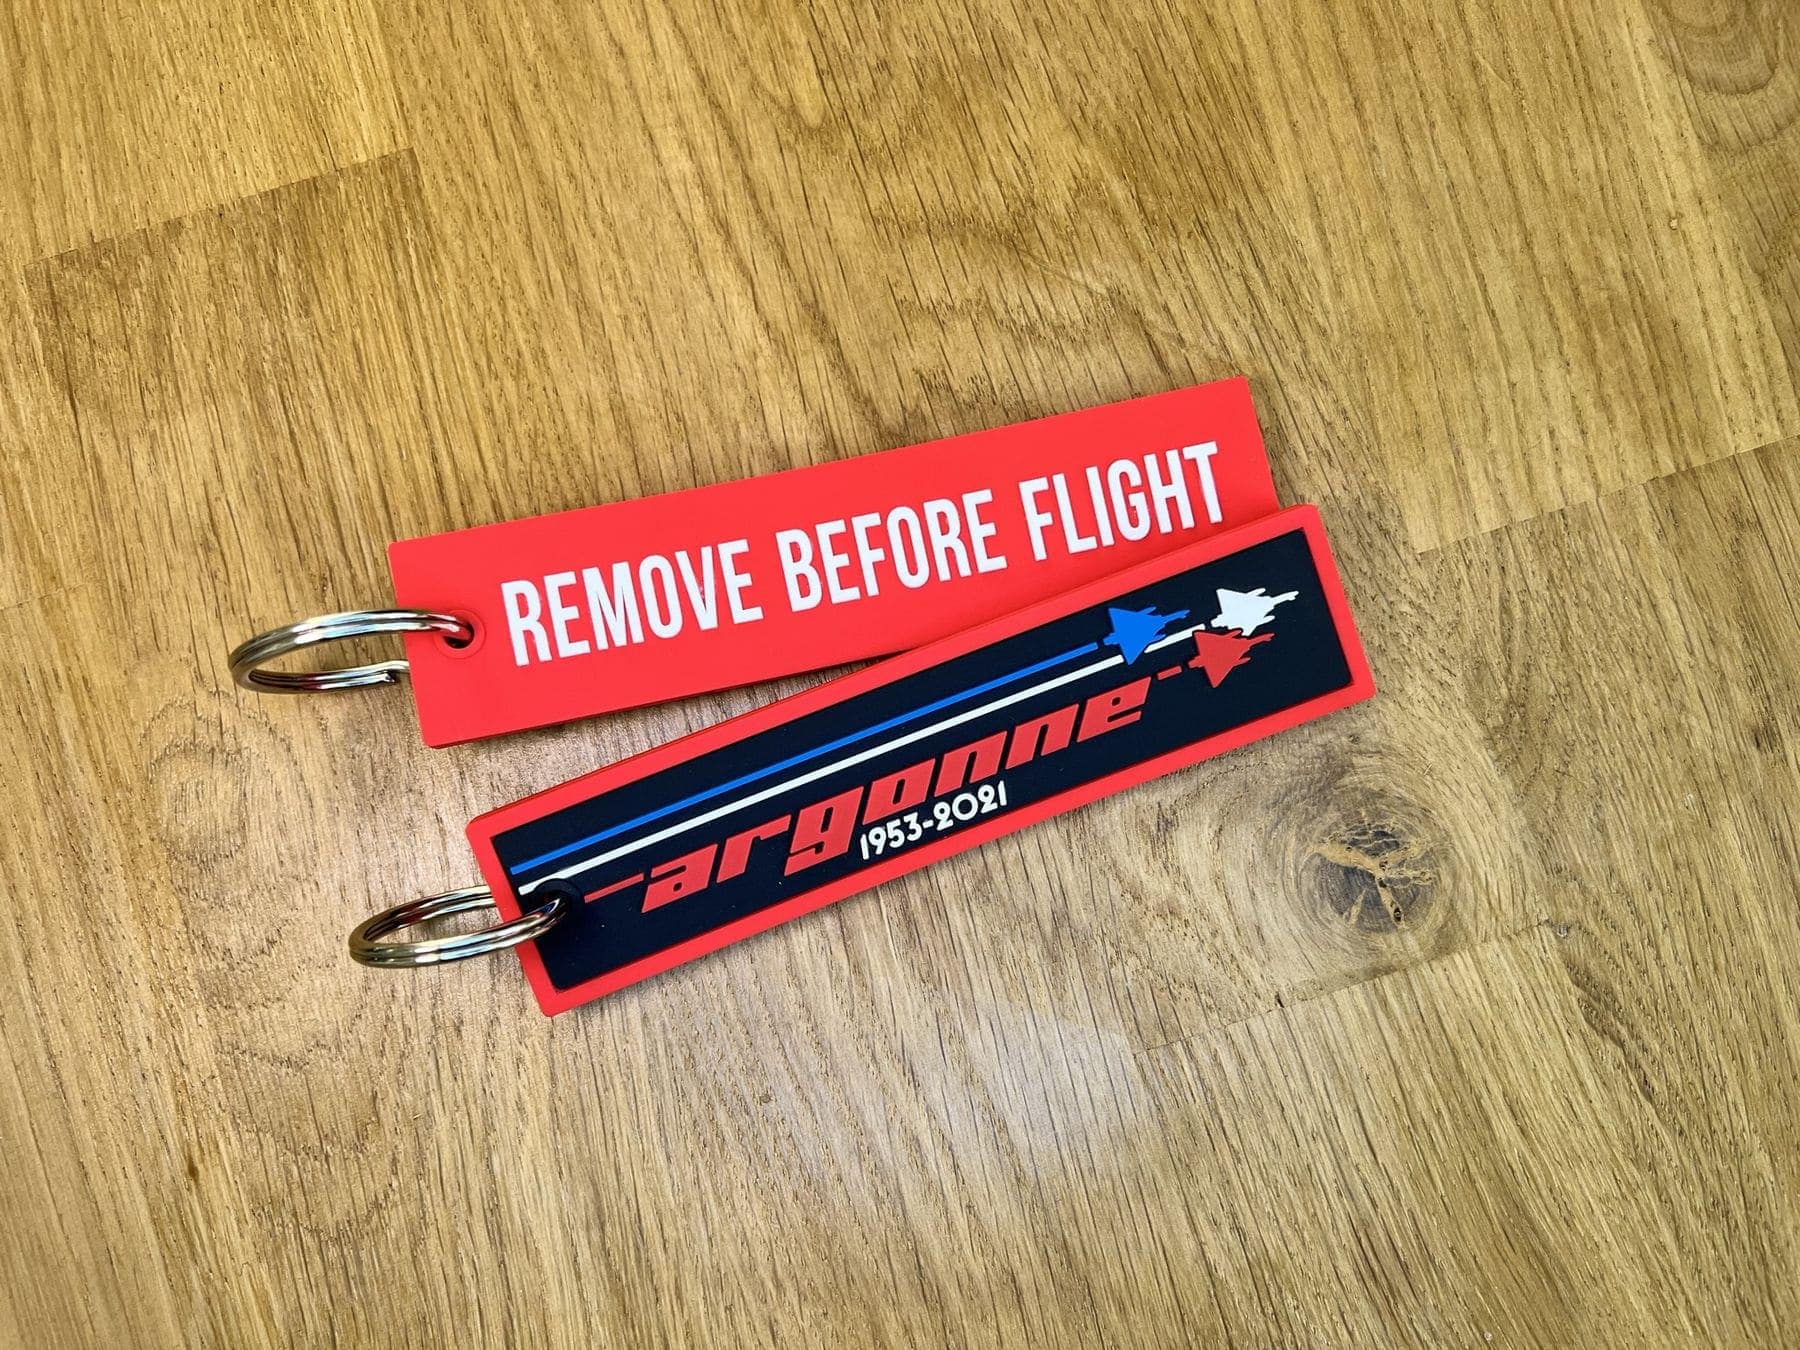 REMOVE BEFORE FLIGHT
argonne
1953-2021